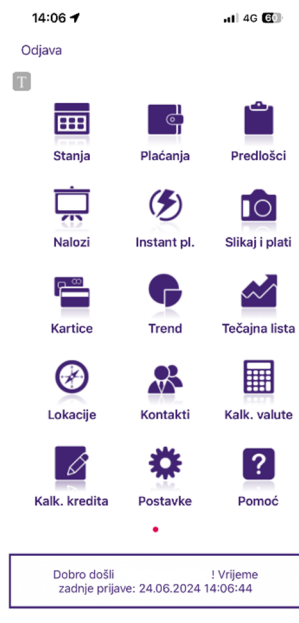 14:06 4G 60
Odjava
T
Stanja Plaćanja Predlošci
Nalozi Instant pl. Slikaj i plati
Kartice Trend Tečajna lista
Lokacije Kontakti Kalk. valute
?
Kalk. kredita Postavke Pomoć
Dobro došli ! Vrijeme
zadnje prijave: 24.06.2024 14:06:44